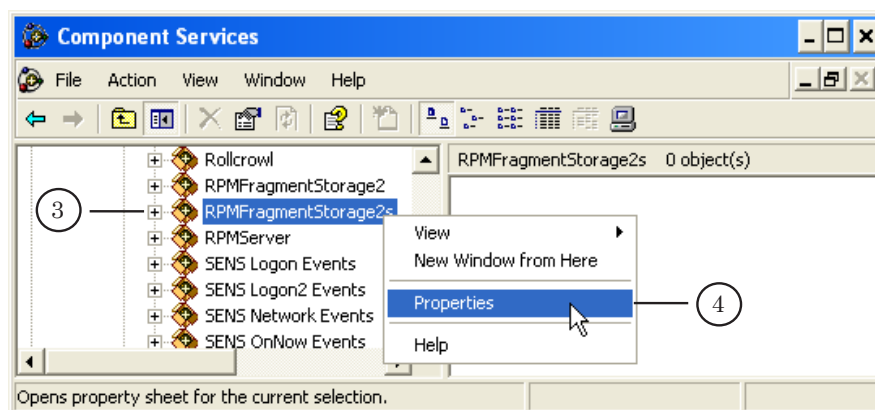 Component Services
File Action View Window Help
RPMFragmentStorage2s 0 object(s)
Rollcrowl
RPMFragmentStorage2
3
RPMFragmentStorage2s
RPMServer
SENS Logon Events
SENS Logon2 Events
SENS Network Events
SENS OnNow Events
View
New Window from Here
Properties
4
Help
Opens property sheet for the current selection.